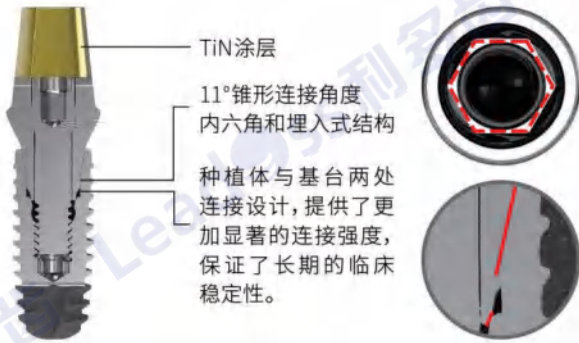 TiN涂层
11°锥形连接角度
内六角和埋入式结构
种植体与基台两处
连接设计，提供了更
加显著的连接强度，
保证了长期的临床
稳定性。